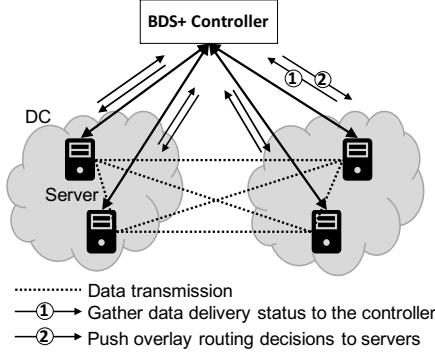 BDS+ Controller
① ②
DC
Server
Data transmission
① Gather data delivery status to the controller
② Push overlay routing decisions to servers